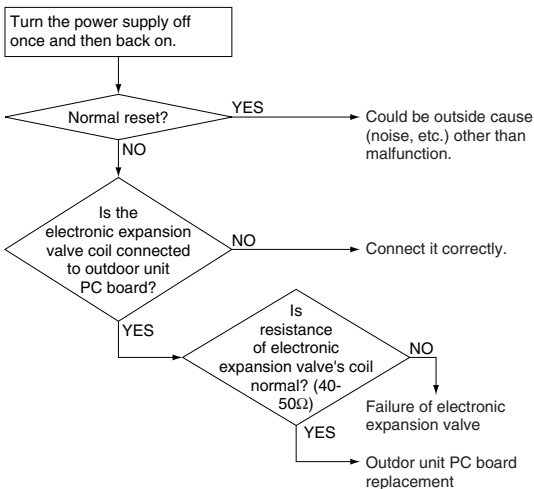 Turn the power supply off
once and then back on.
Normal reset?
YES
Could be outside cause
(noise, etc.) other than
malfunction.
NO
Is the
electronic expansion
valve coil connected
to outdoor unit
PC board?
NO
Connect it correctly.
YES
Is
resistance
of electronic
expansion valve's coil
normal? (40-
50Ω)
NO
Failure of electronic
expansion valve
YES
Outdor unit PC board
replacement